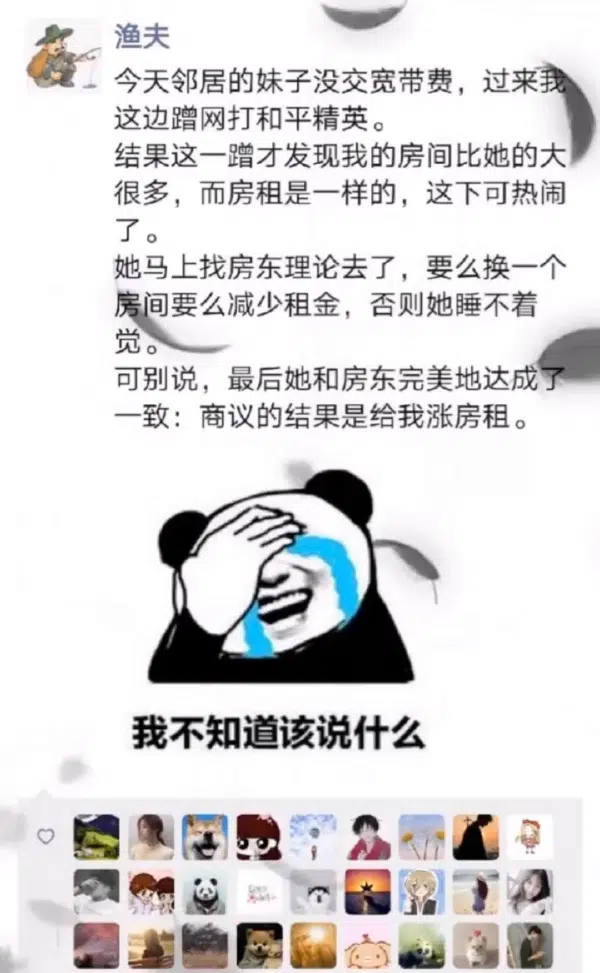 渔夫
今天邻居的妹子没交宽带费，过来我
这边蹭网打和平精英。
结果这一蹭才发现我的房间比她的大
很多，而房租是一样的，这下可热闹
了。
她马上找房东理论去了，要么换一个
房间要么减少租金，否则她睡不着
觉。
可别说，最后她和房东完美地达成了
一致：商议的结果是给我涨房租。
我不知道该说什么